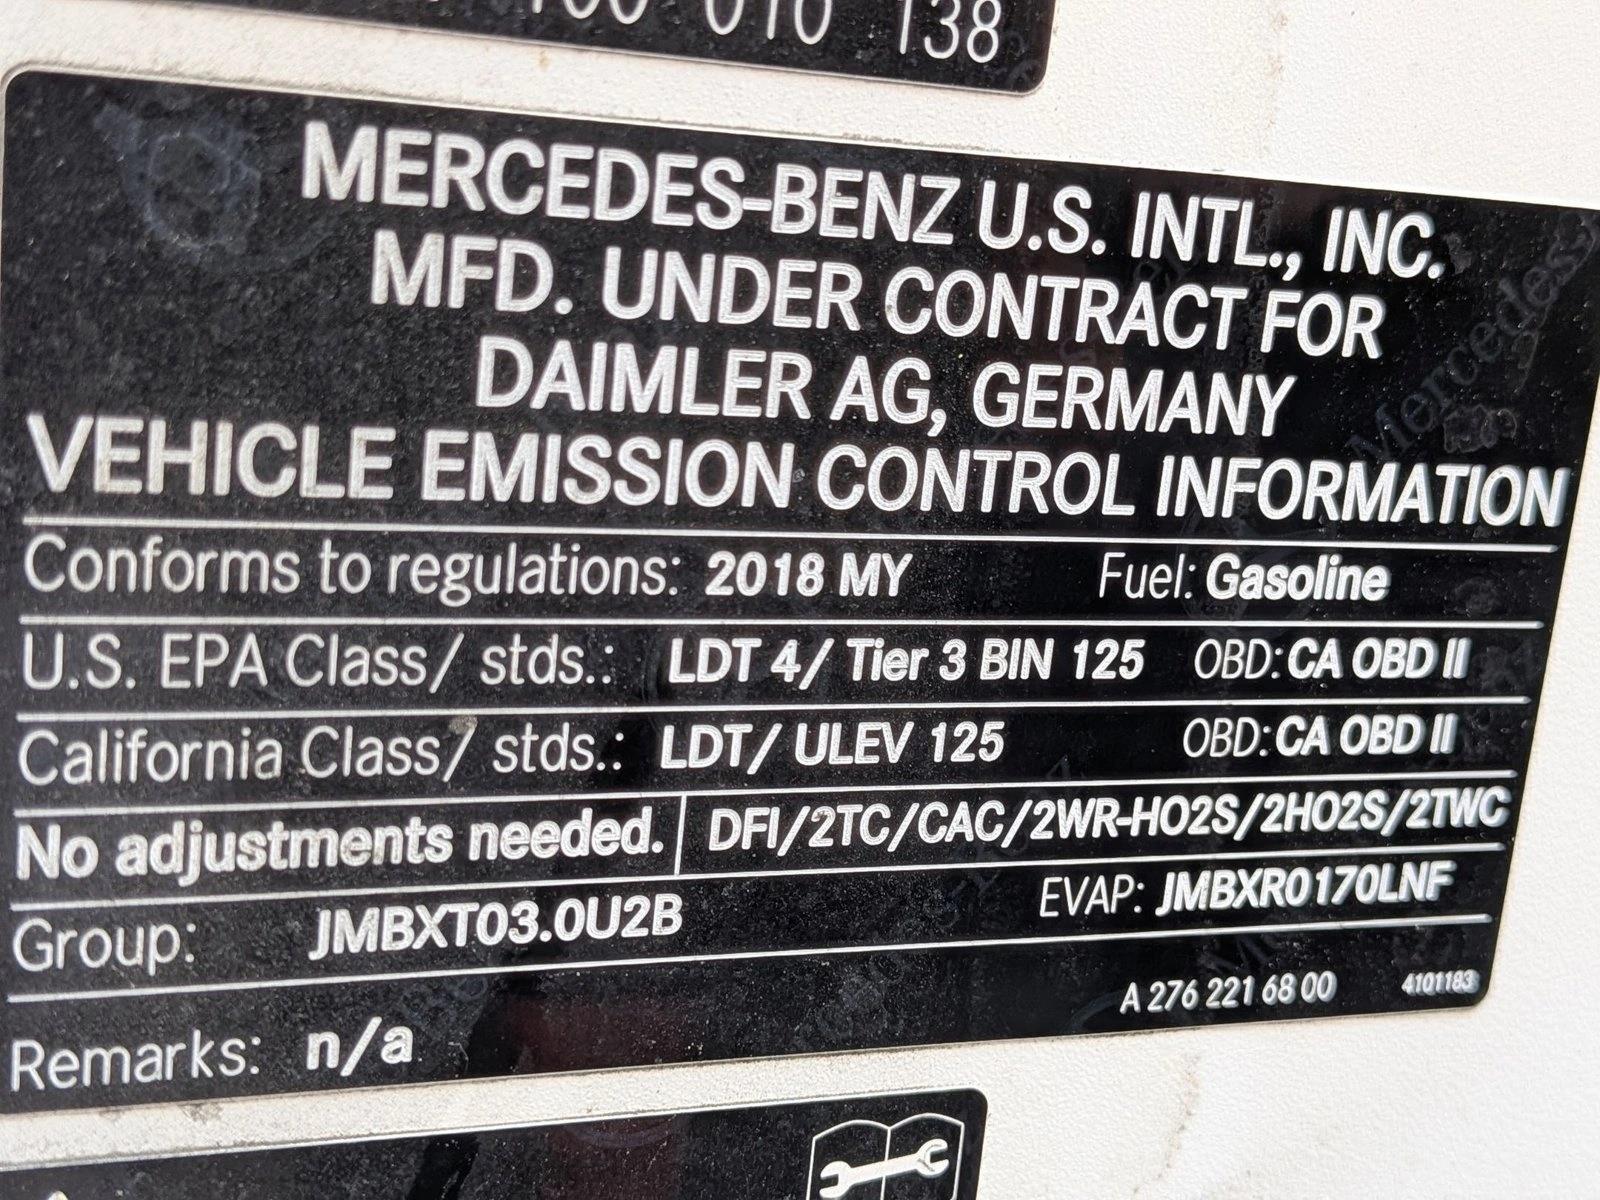 010 138
MERCEDES-BENZ U.S. INTL., INC.
MFD. UNDER CONTRACT FOR
DAIMLER AG, GERMANY
VEHICLE EMISSION CONTROL INFORMATION
Conforms to regulations: 2018 MY Fuel: Gasoline
U.S. EPA Class/ stds.: LDT 4/ Tier 3 BIN 125 OBD: CA OBD II
California Class/ stds.: LDT/ ULEV 125 OBD: CA OBD II
No adjustments needed. DFI/2TC/CAC/2WR-HO2S/2HO2S/2TWC
Group: JMBXT03.0U2B EVAP: JMBXR0170LNF
A 276 221 68 00 4101183
Remarks: n/a